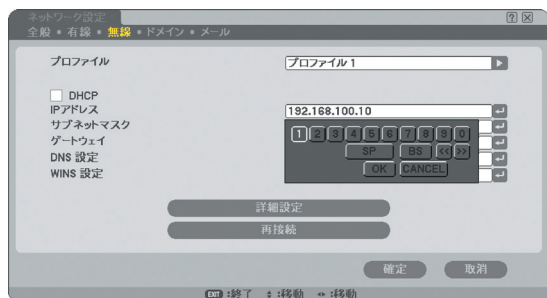 ネットワーク設定
全般 • 有線 • 無線 • ドメイン • メール
プロファイル
プロファイル 1
DHCP
IPアドレス
192.168.100.10
サブネットマスク
ゲートウェイ
DNS 設定
WINS 設定
1 2 3 4 5 6 7 8 9 0
SP BS << >>
OK CANCEL
詳細設定
再接続
確定 取消
EXIT :終了 :移動 :移動